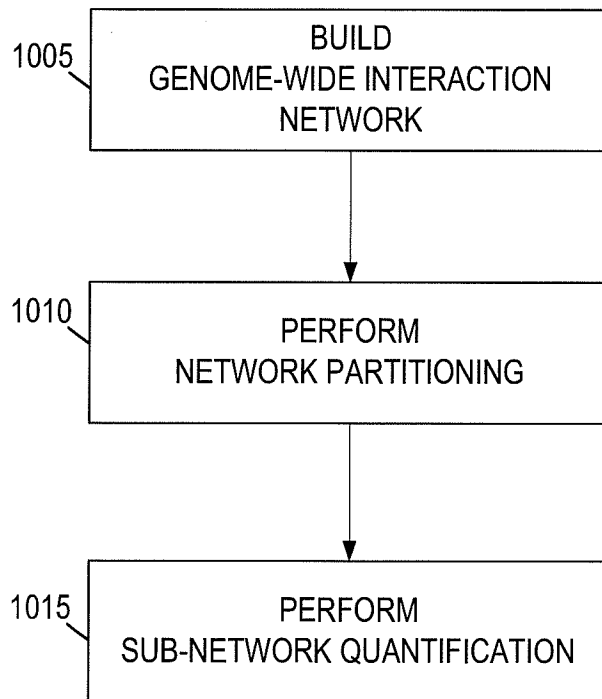 1005
BUILD
GENOME-WIDE INTERACTION
NETWORK
1010
PERFORM
NETWORK PARTITIONING
1015
PERFORM
SUB-NETWORK QUANTIFICATION